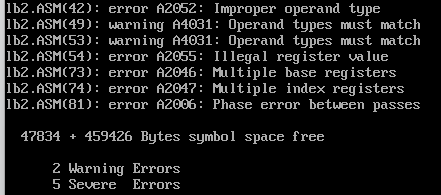 lb2.ASM(42): error A2052: Improper operand type
lb2.ASM(49): warning A4031: Operand types must match
lb2.ASM(53): warning A4031: Operand types must match
lb2.ASM(54): error A2055: Illegal register value
lb2.ASM(73): error A2046: Multiple base registers
lb2.ASM(74): error A2047: Multiple index registers
lb2.ASM(81): error A2006: Phase error between passes
47834 + 459426 Bytes symbol space free
2 Warning Errors
5 Severe Errors